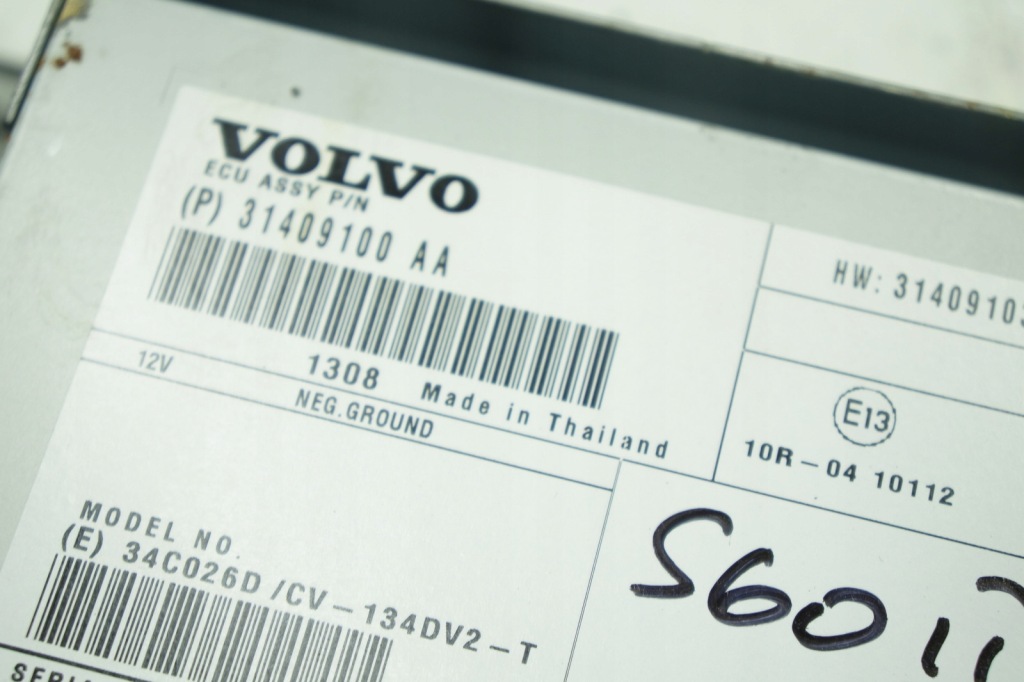 VOLVO
ECU ASSY P/N
(P) 31409100 AA
1308 Made in Thailand
12V NEG.GROUND
MODEL NO.
(E) 34C026D /CV-134DV2-T
HW: 3140910
E13
10R-04 10112
S60